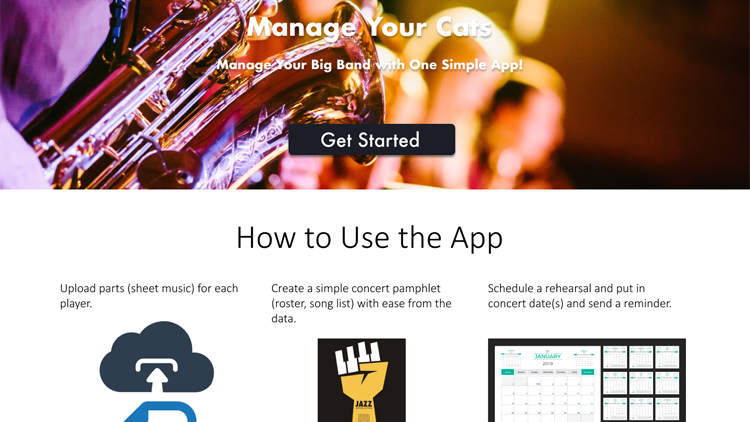 Manage Your Cats
Manage Your Big Band with One Simple App!
Get Started
How to Use the App
Upload parts (sheet music) for each
player.
Create a simple concert pamphlet
(roster, song list) with ease from the
data.
Schedule a rehearsal and put in
concert date(s) and send a reminder.
JAZZ
JANUARY
2019